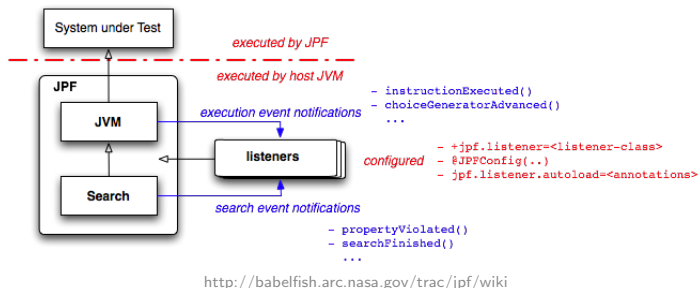 System under Test
executed by JPF
executed by host JVM
JPF
- instructionExecuted()
execution event notifications
- choiceGeneratorAdvanced()
...
JVM
listeners
configured
- +jpf.listener=<listener-class>
- @JPFConfig(..)
- jpf.listener.autoload=<annotations>
Search
search event notifications
- propertyViolated()
- searchFinished()
...
http://babelfish.arc.nasa.gov/trac/jpf/wiki